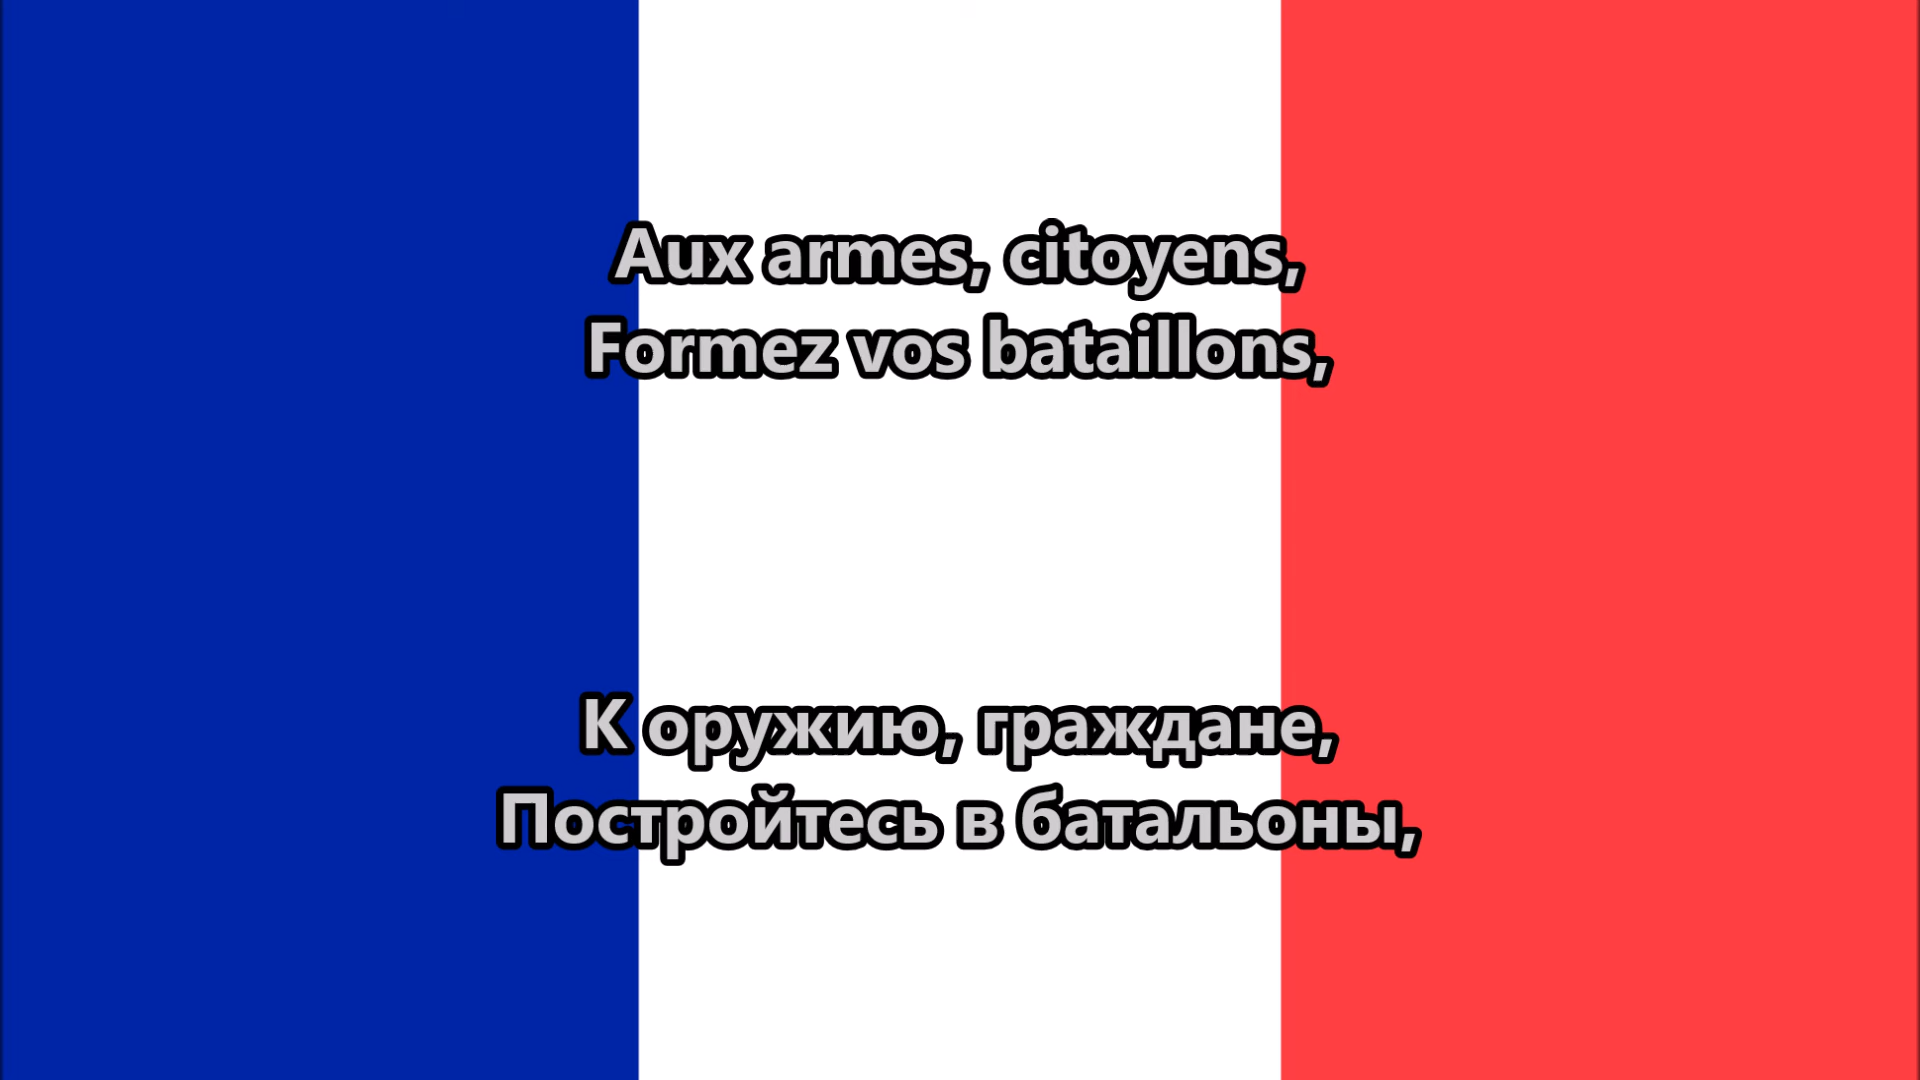 Aux armes, citoyens,
Formez vos bataillons,
К оружию, граждане,
Постройтесь в батальоны,